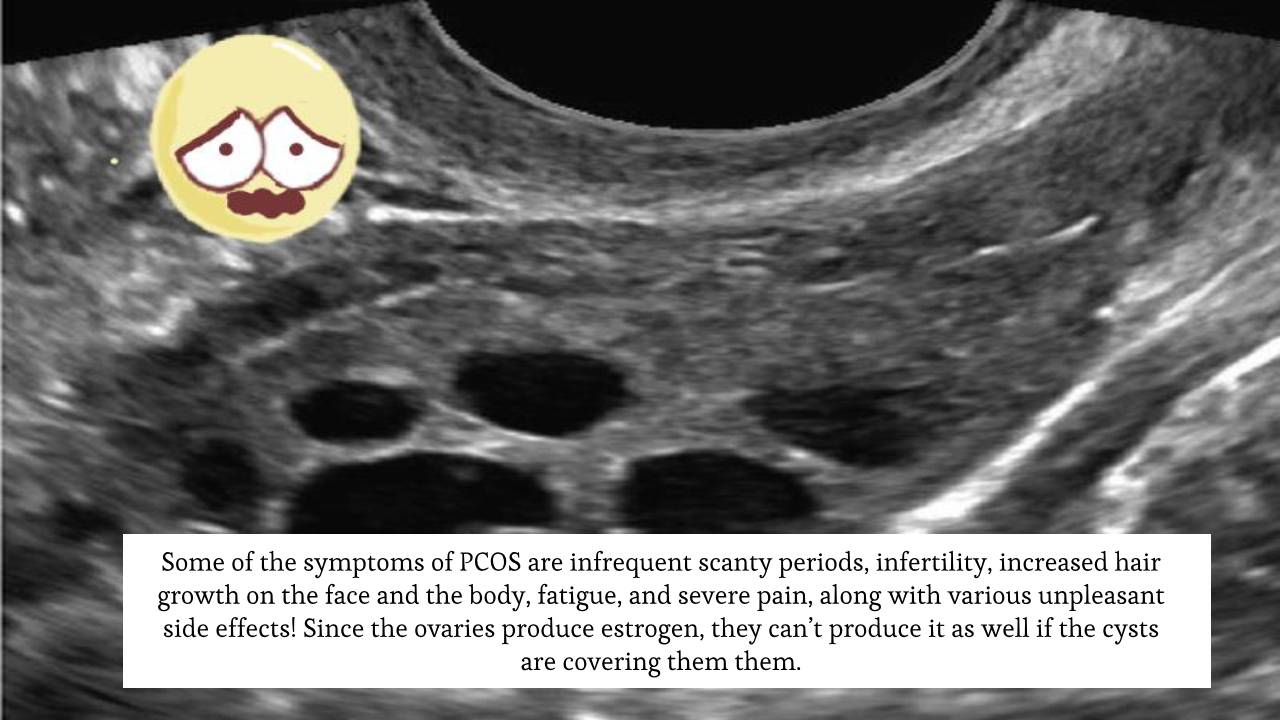 Some of the symptoms of PCOS are infrequent scanty periods, infertility, increased hair
growth on the face and the body, fatigue, and severe pain, along with various unpleasant
side effects! Since the ovaries produce estrogen, they can’t produce it as well if the cysts
are covering them them.